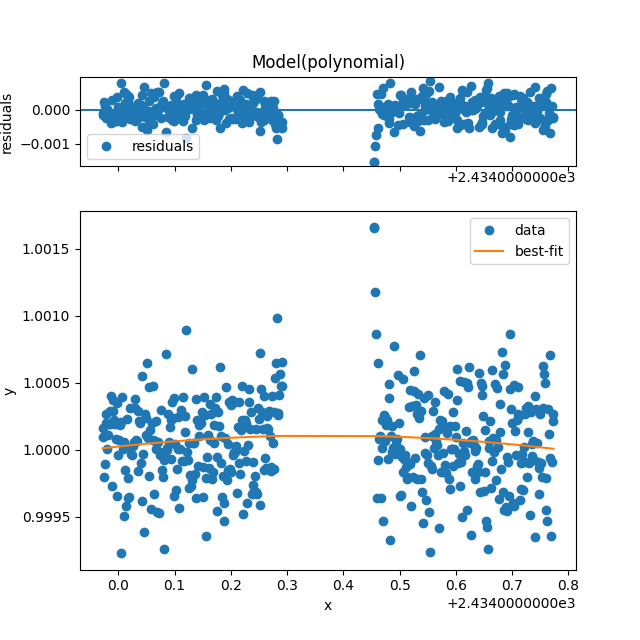 Model(polynomial)
0.000
−0.001
residuals
residuals
+2.4340000000e3
1.0015
1.0010
1.0005
1.0000
0.9995
y
data
best-fit
0.0 0.1 0.2 0.3 0.4 0.5 0.6 0.7 0.8
x
+2.4340000000e3